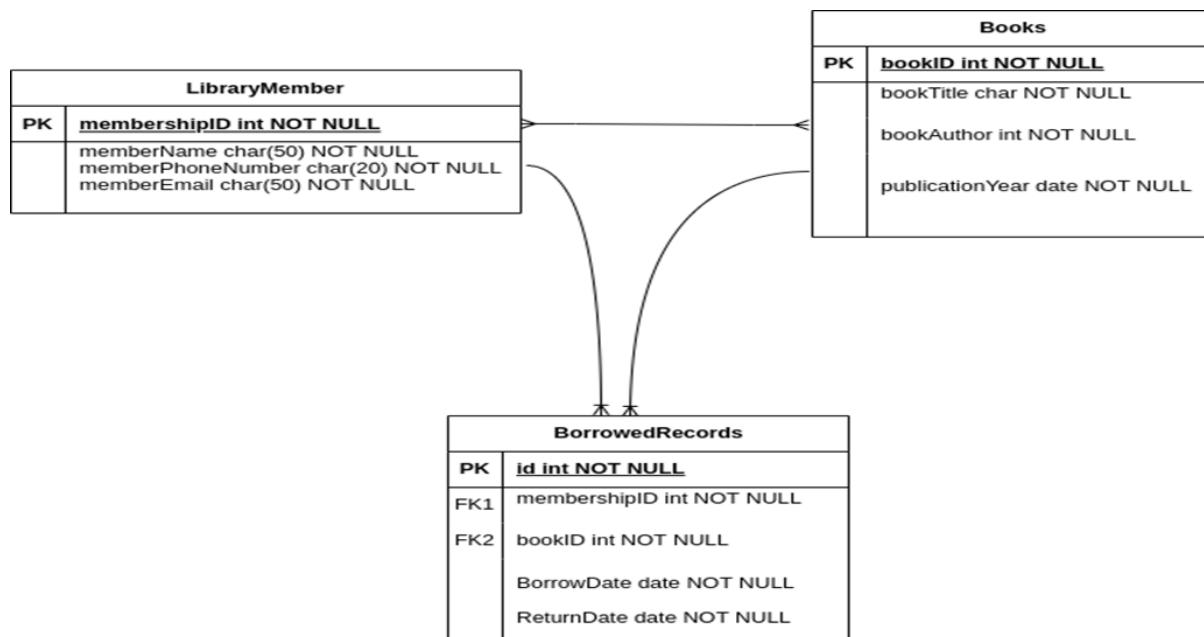 LibraryMember
PK membershipID int NOT NULL
memberName char(50) NOT NULL
memberPhoneNumber char(20) NOT NULL
memberEmail char(50) NOT NULL
Books
PK bookID int NOT NULL
bookTitle char NOT NULL
bookAuthor int NOT NULL
publicationYear date NOT NULL
BorrowedRecords
PK id int NOT NULL
FK1 membershipID int NOT NULL
FK2 bookID int NOT NULL
BorrowDate date NOT NULL
ReturnDate date NOT NULL